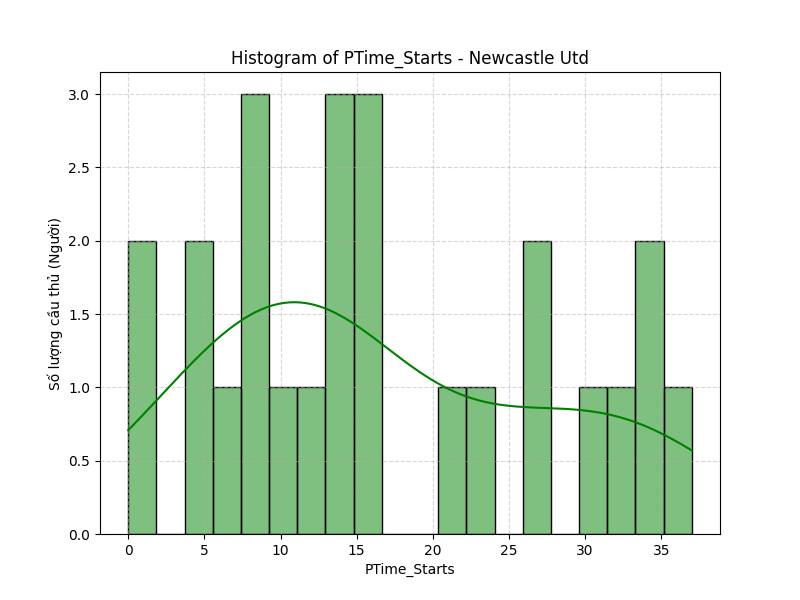 Histogram of PTime_Starts - Newcastle Utd
3.0
2.5
2.0
1.5
1.0
0.5
0.0
Số lượng cầu thủ (Người)
0 5 10 15 20 25 30 35
PTime_Starts